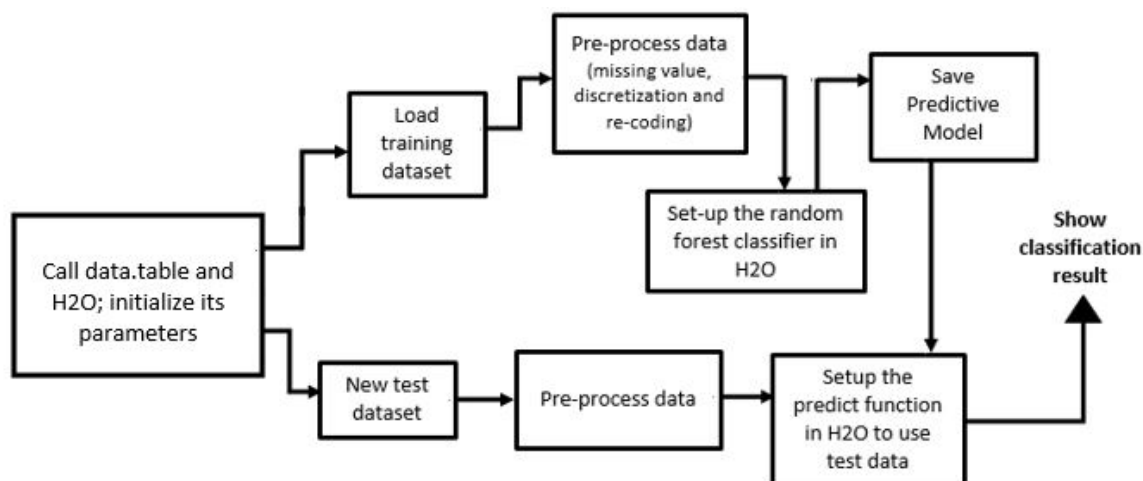 Call data.table and
H2O; initialize its
parameters
Load
training
dataset
Pre-process data
(missing value,
discretization and
re-coding)
Set-up the random
forest classifier in
H2O
Save
Predictive
Model
New test
dataset
Pre-process data
Setup the
predict function
in H2O to use
test data
Show
classification
result